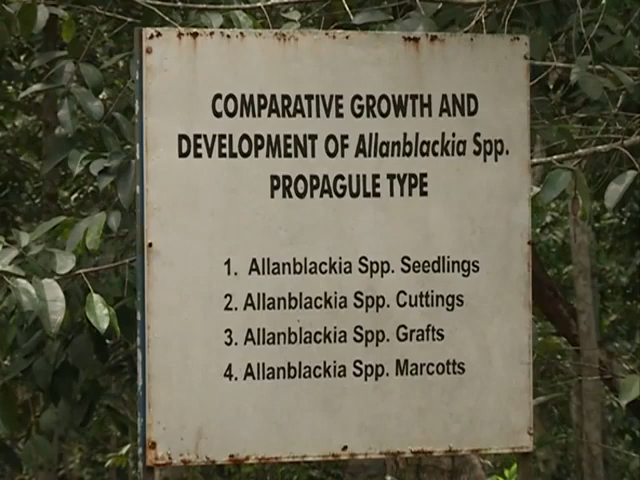 COMPARATIVE GROWTH AND
DEVELOPMENT OF Allanblackia Spp.
PROPAGULE TYPE
1. Allanblackia Spp. Seedlings
2. Allanblackia Spp. Cuttings
3. Allanblackia Spp. Grafts
4. Allanblackia Spp. Marcotts